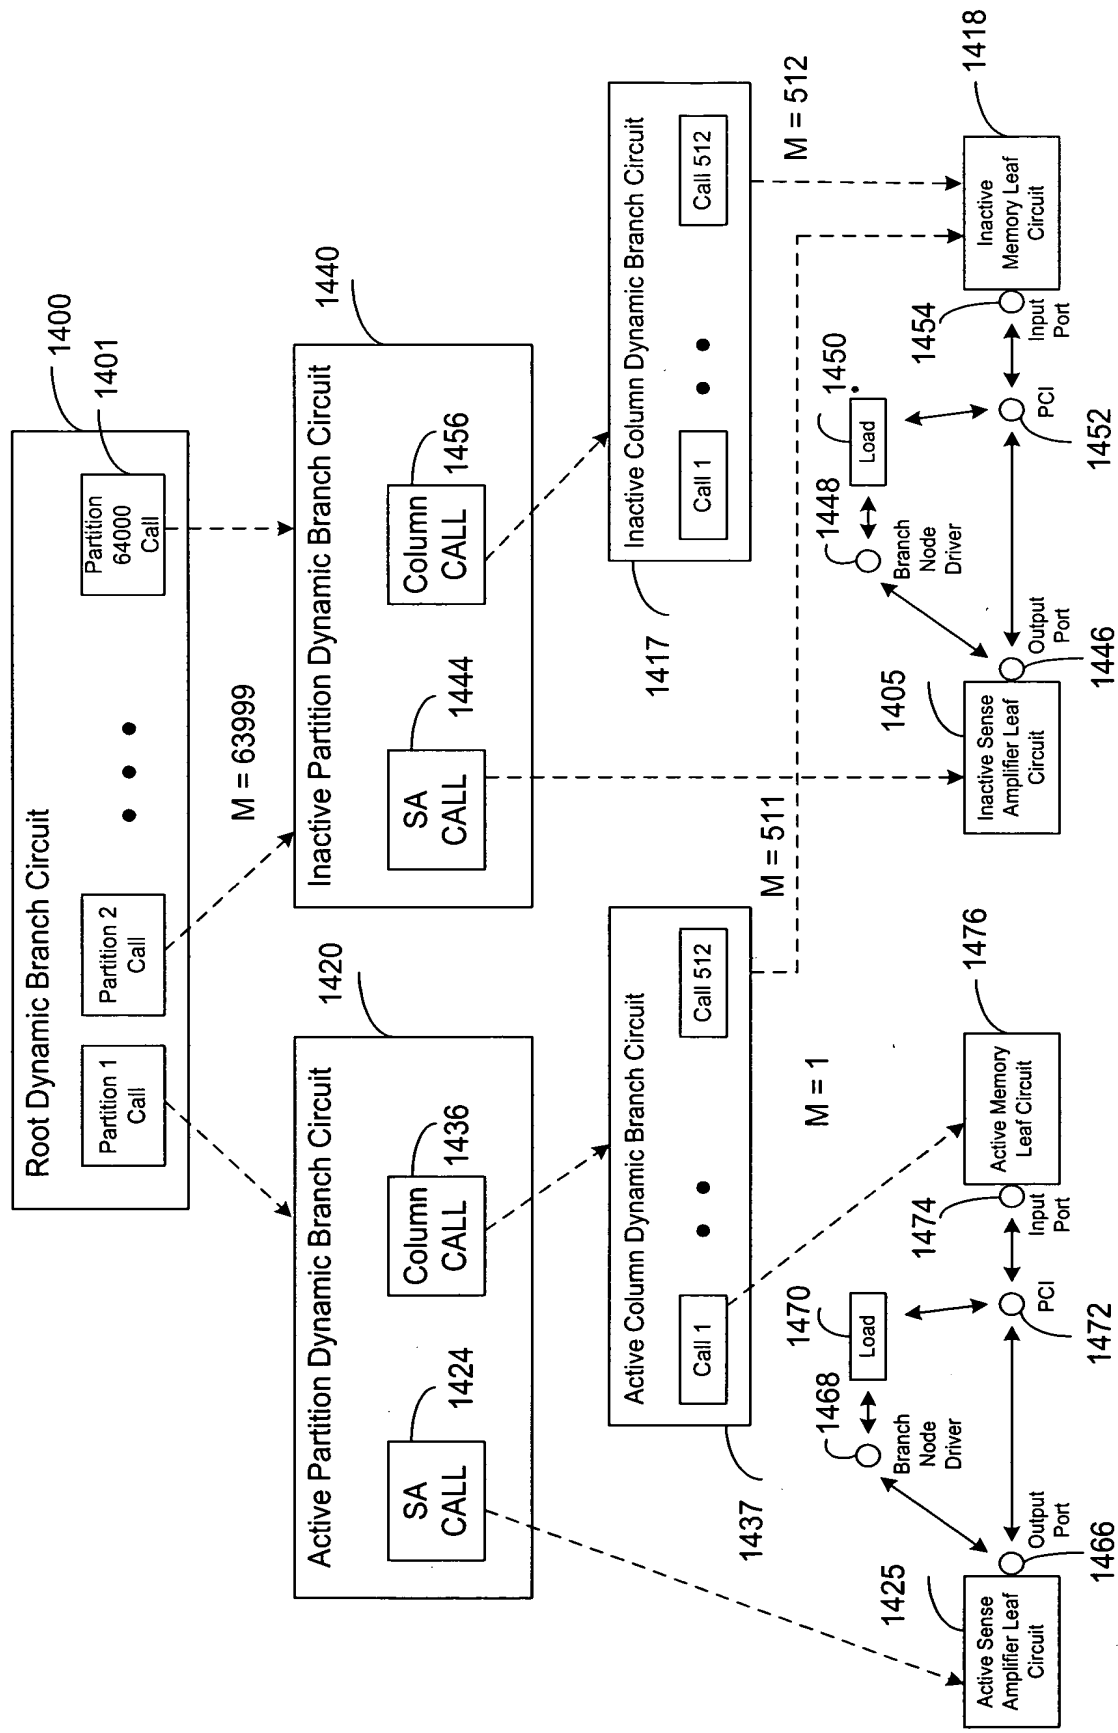 Root Dynamic Branch Circuit
1400
1401
Partition 1
Call
Partition 2
Call
Partition
64000
Call
M = 63999
Active Partition Dynamic Branch Circuit
1420
SA
CALL
1424
Column
CALL
1436
Inactive Partition Dynamic Branch Circuit
1440
SA
CALL
1444
Column
CALL
1456
Active Column Dynamic Branch Circuit
1437
Call 1
Call 512
M = 1
M = 511
Inactive Column Dynamic Branch Circuit
1417
Call 1
Call 512
M = 512
Active Sense
Amplifier Leaf
Circuit
1425
Output
Port
1466
Branch
Node
Driver
1468
Load
1470
PCI
1472
Input
Port
1474
Active Memory
Leaf Circuit
1476
Inactive Sense
Amplifier Leaf
Circuit
1405
Output
Port
1446
Branch
Node
Driver
1448
Load
1450
PCI
1452
Input
Port
1454
Inactive
Memory Leaf
Circuit
1418